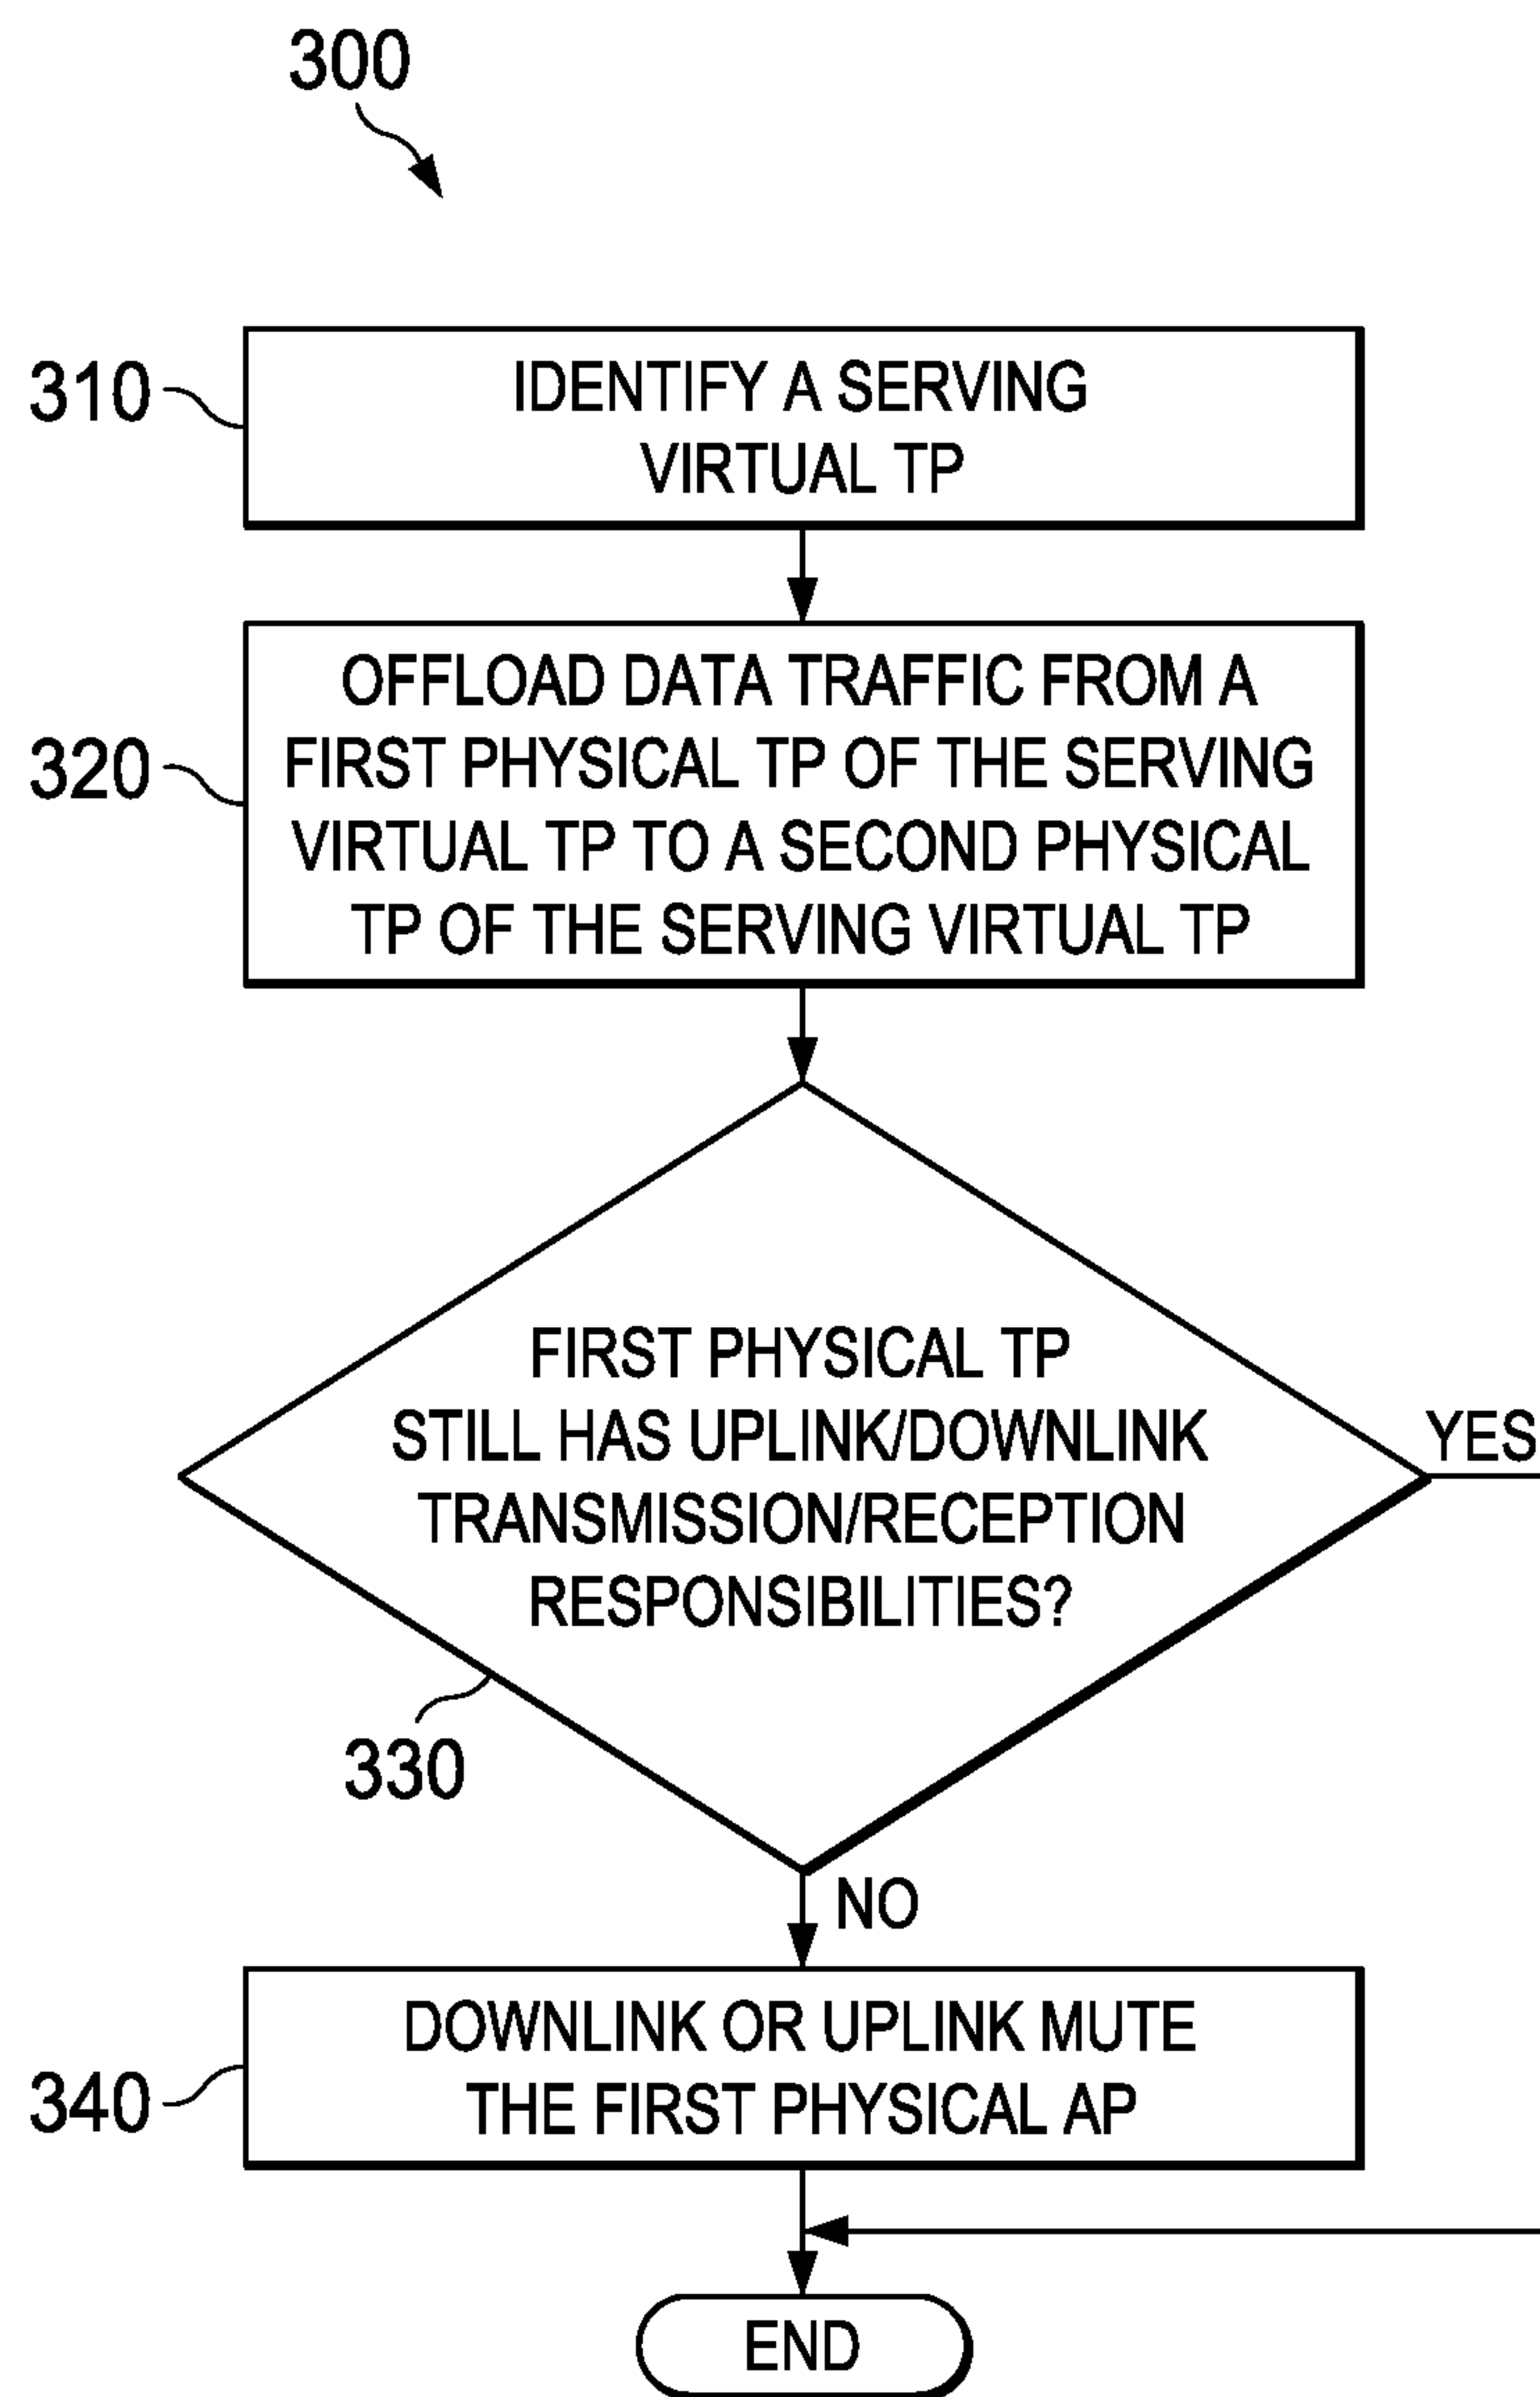 300
310
IDENTIFY A SERVING
VIRTUAL TP
320
OFFLOAD DATA TRAFFIC FROM A
FIRST PHYSICAL TP OF THE SERVING
VIRTUAL TP TO A SECOND PHYSICAL
TP OF THE SERVING VIRTUAL TP
FIRST PHYSICAL TP
STILL HAS UPLINK/DOWNLINK
TRANSMISSION/RECEPTION
RESPONSIBILITIES?
YES
330
NO
340
DOWNLINK OR UPLINK MUTE
THE FIRST PHYSICAL AP
END